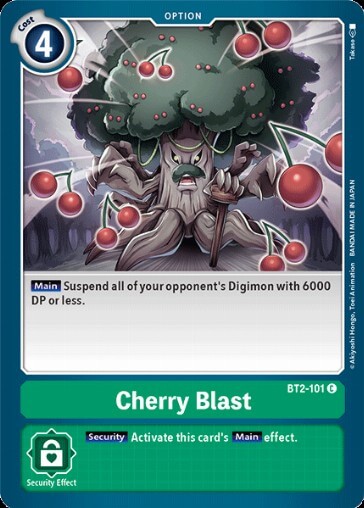 OPTION
Cost
4
Takase
Main Suspend all of your opponent's Digimon with 6000
DP or less.
©Akiyoshi Hongo, Toei Animation BANDAI MADE IN JAPAN
BT2-101 C
Cherry Blast
Security Activate this card's Main effect.
Security Effect